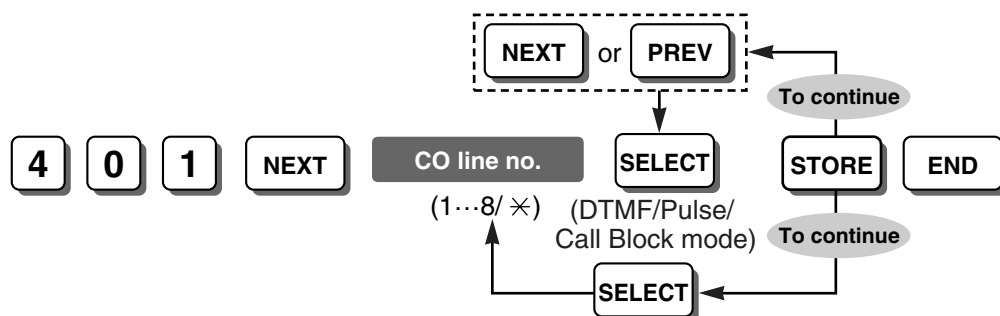 NEXT or PREV
To continue
4 0 1 NEXT CO line no. SELECT STORE END
(1···8/ ✳) (DTMF/Pulse/
Call Block mode)
To continue
SELECT